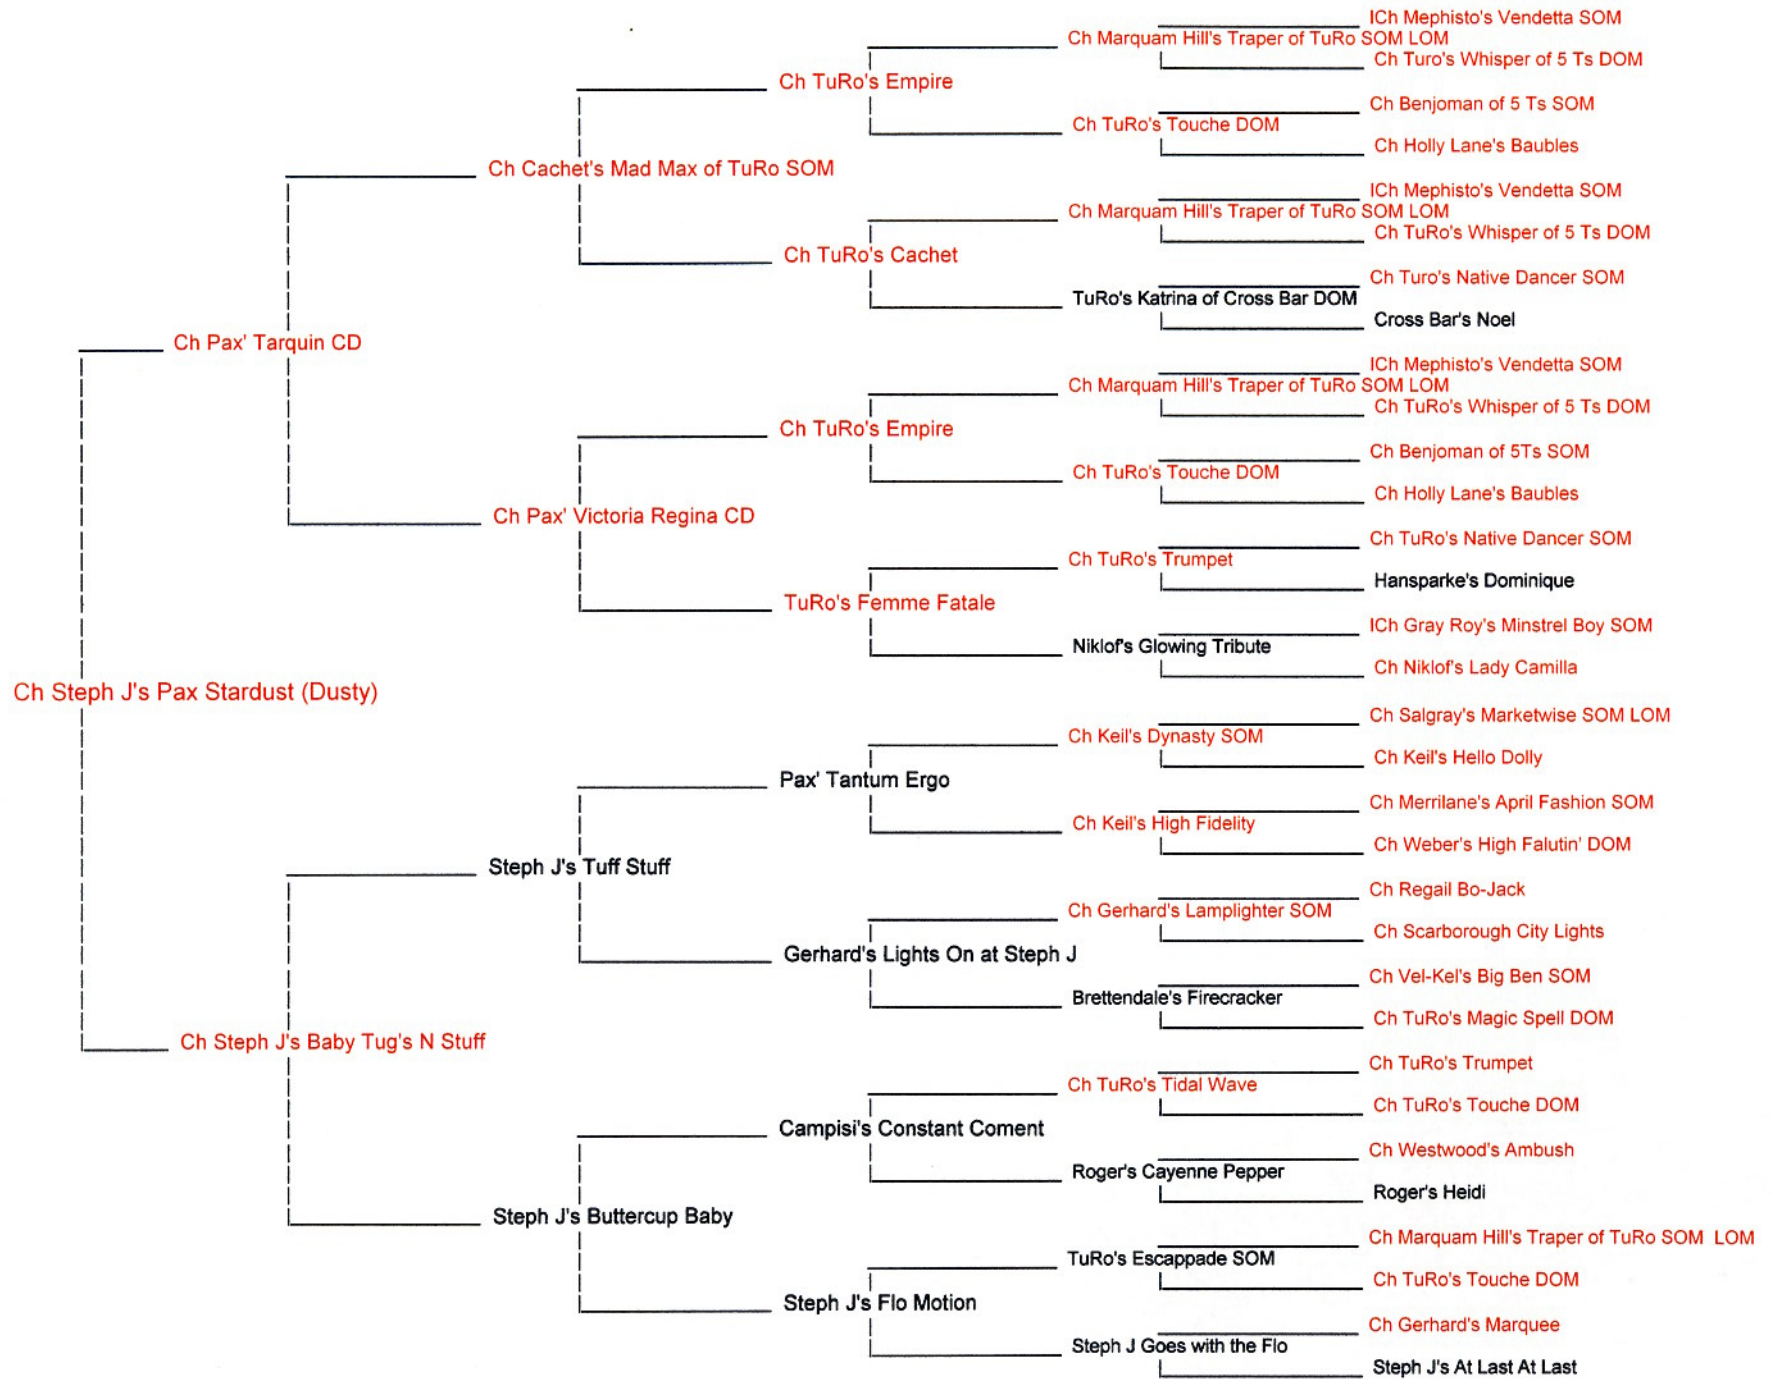 ICh Mephisto's Vendetta SOM
Ch Marquam Hill's Traper of TuRo SOM LOM
Ch Turo's Whisper of 5 Ts DOM
Ch TuRo's Empire
Ch Benjoman of 5 Ts SOM
Ch TuRo's Touche DOM
Ch Holly Lane's Baubles
Ch Cachet's Mad Max of TuRo SOM
ICh Mephisto's Vendetta SOM
Ch Marquam Hill's Traper of TuRo SOM LOM
Ch TuRo's Whisper of 5 Ts DOM
Ch TuRo's Cachet
Ch Turo's Native Dancer SOM
TuRo's Katrina of Cross Bar DOM
Cross Bar's Noel
Ch Pax' Tarquin CD
ICh Mephisto's Vendetta SOM
Ch Marquam Hill's Traper of TuRo SOM LOM
Ch TuRo's Whisper of 5 Ts DOM
Ch TuRo's Empire
Ch Benjoman of 5Ts SOM
Ch TuRo's Touche DOM
Ch Holly Lane's Baubles
Ch Pax' Victoria Regina CD
Ch TuRo's Native Dancer SOM
Ch TuRo's Trumpet
Hansparke's Dominique
TuRo's Femme Fatale
ICh Gray Roy's Minstrel Boy SOM
Niklof's Glowing Tribute
Ch Niklof's Lady Camilla
Ch Steph J's Pax Stardust (Dusty)
Ch Salgray's Marketwise SOM LOM
Ch Keil's Dynasty SOM
Ch Keil's Hello Dolly
Pax' Tantum Ergo
Ch Merrilane's April Fashion SOM
Ch Keil's High Fidelity
Ch Weber's High Falutin' DOM
Steph J's Tuff Stuff
Ch Regail Bo-Jack
Ch Gerhard's Lamplighter SOM
Ch Scarborough City Lights
Gerhard's Lights On at Steph J
Ch Vel-Kel's Big Ben SOM
Brettendale's Firecracker
Ch TuRo's Magic Spell DOM
Ch Steph J's Baby Tug's N Stuff
Ch TuRo's Trumpet
Ch TuRo's Tidal Wave
Ch TuRo's Touche DOM
Campisi's Constant Coment
Ch Westwood's Ambush
Roger's Cayenne Pepper
Roger's Heidi
Steph J's Buttercup Baby
Ch Marquam Hill's Traper of TuRo SOM LOM
TuRo's Escappade SOM
Ch TuRo's Touche DOM
Steph J's Flo Motion
Ch Gerhard's Marquee
Steph J Goes with the Flo
Steph J's At Last At Last